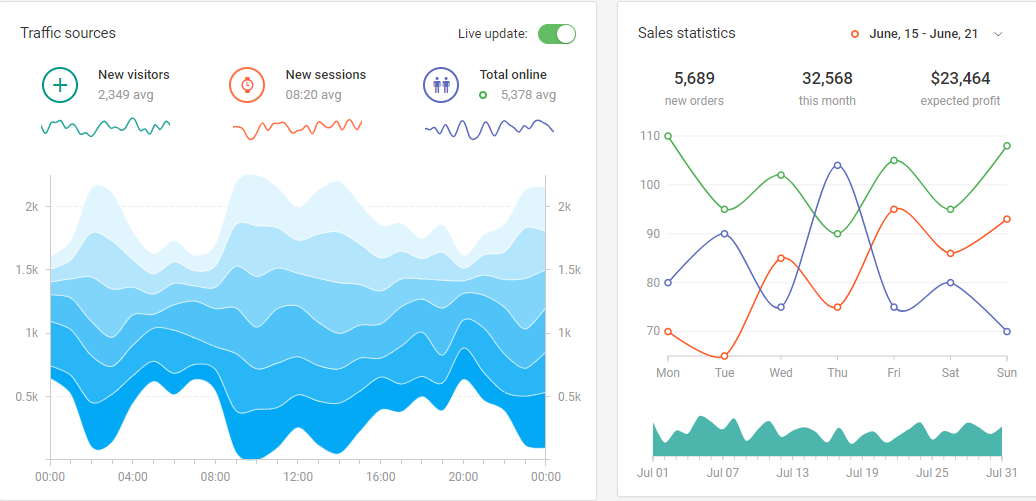 Traffic sources
Live update:
New visitors
2,349 avg
New sessions
08:20 avg
Total online
5,378 avg
2k
2k
1.5k
1.5k
1k
1k
0.5k
0.5k
00:00 04:00 08:00 12:00 16:00 20:00 00:00
Sales statistics
June, 15 - June, 21
5,689 32,568 $23,464
new orders this month expected profit
110
100
90
80
70
Mon Tue Wed Thu Fri Sat Sun
Jul 01 Jul 07 Jul 13 Jul 19 Jul 25 Jul 31